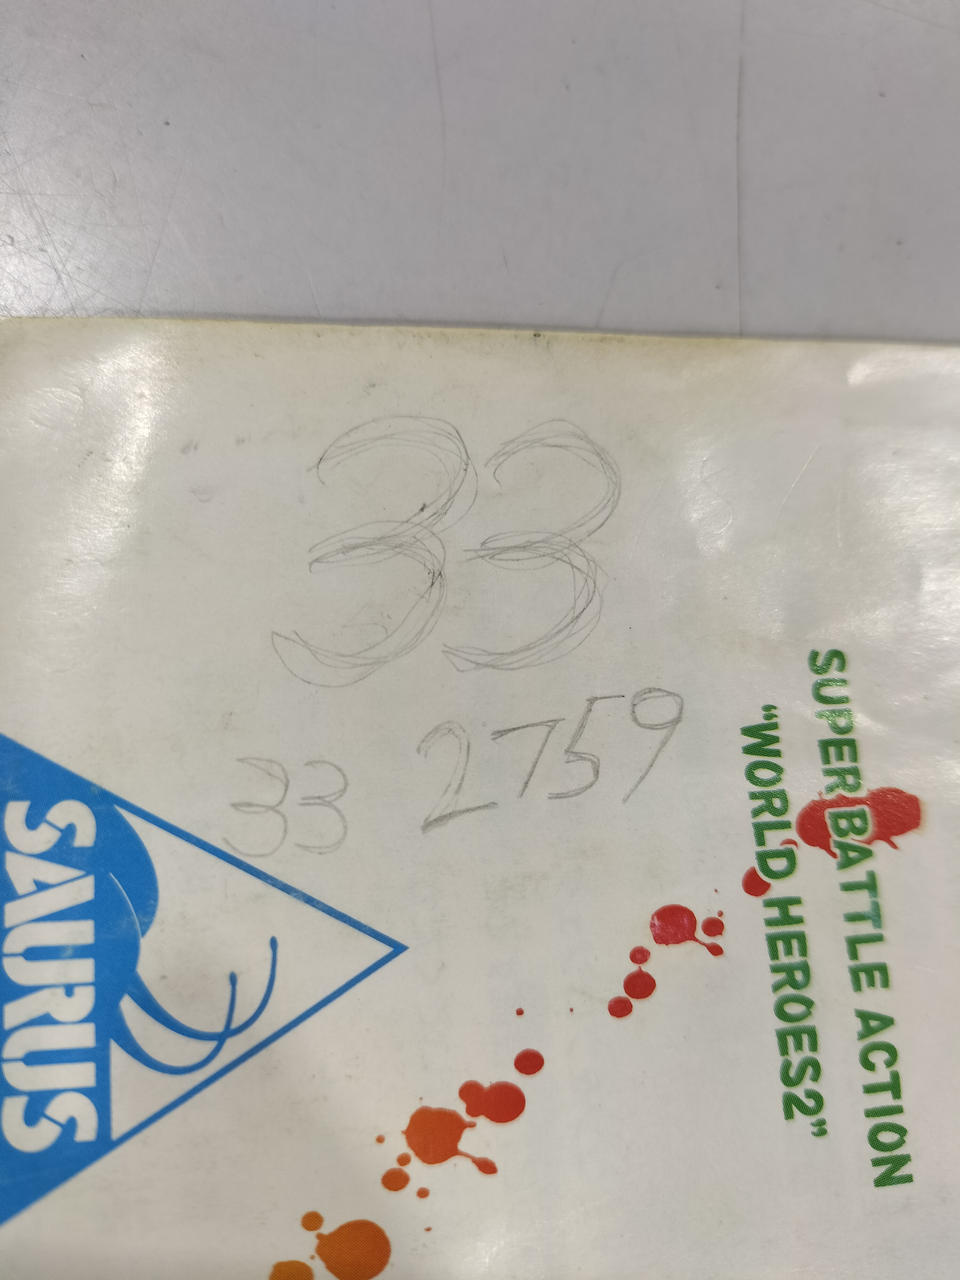 33
33 2759
SUPER BATTLE ACTION
“WORLD HEROES2”
SAURUS